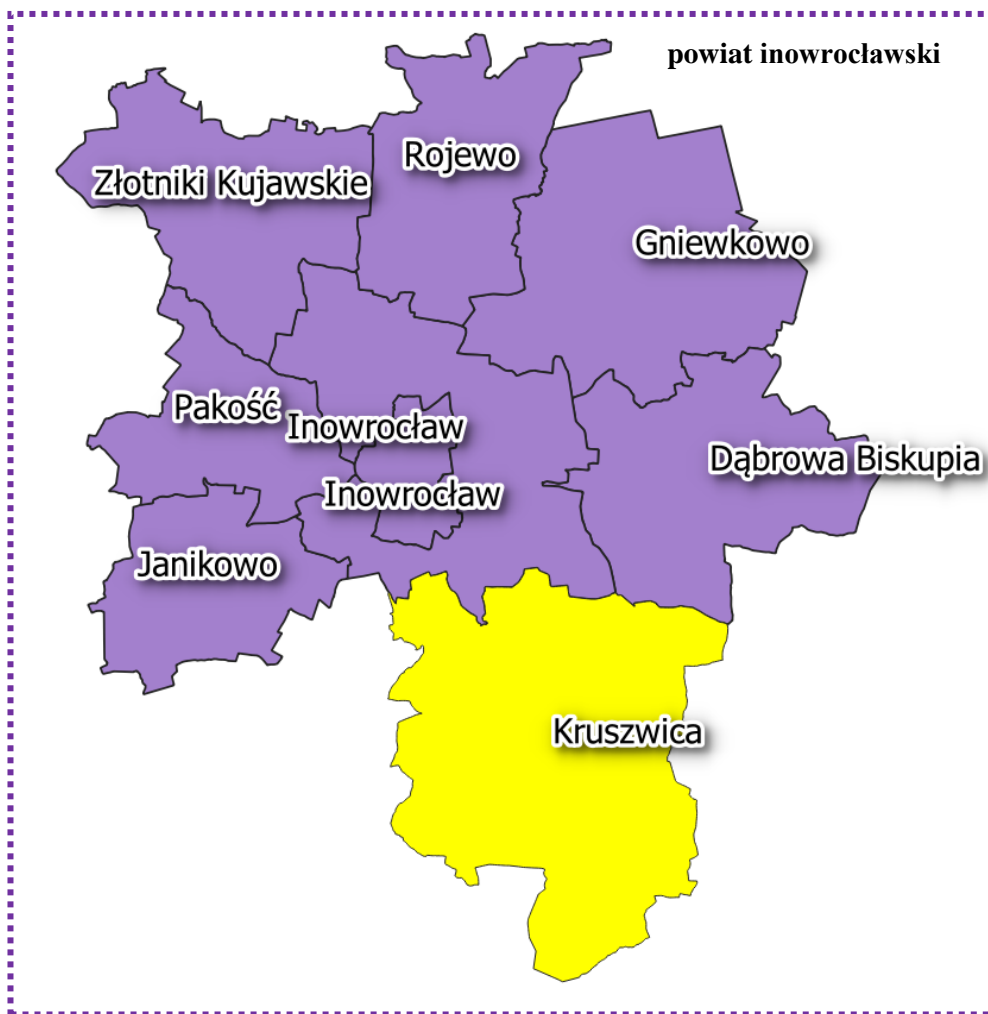 powiat inowrocławski
Rojewo
Złotniki Kujawskie
Gniewkowo
Pakość
Inowrocław
Dąbrowa Biskupia
Inowrocław
Janikowo
Kruszwica